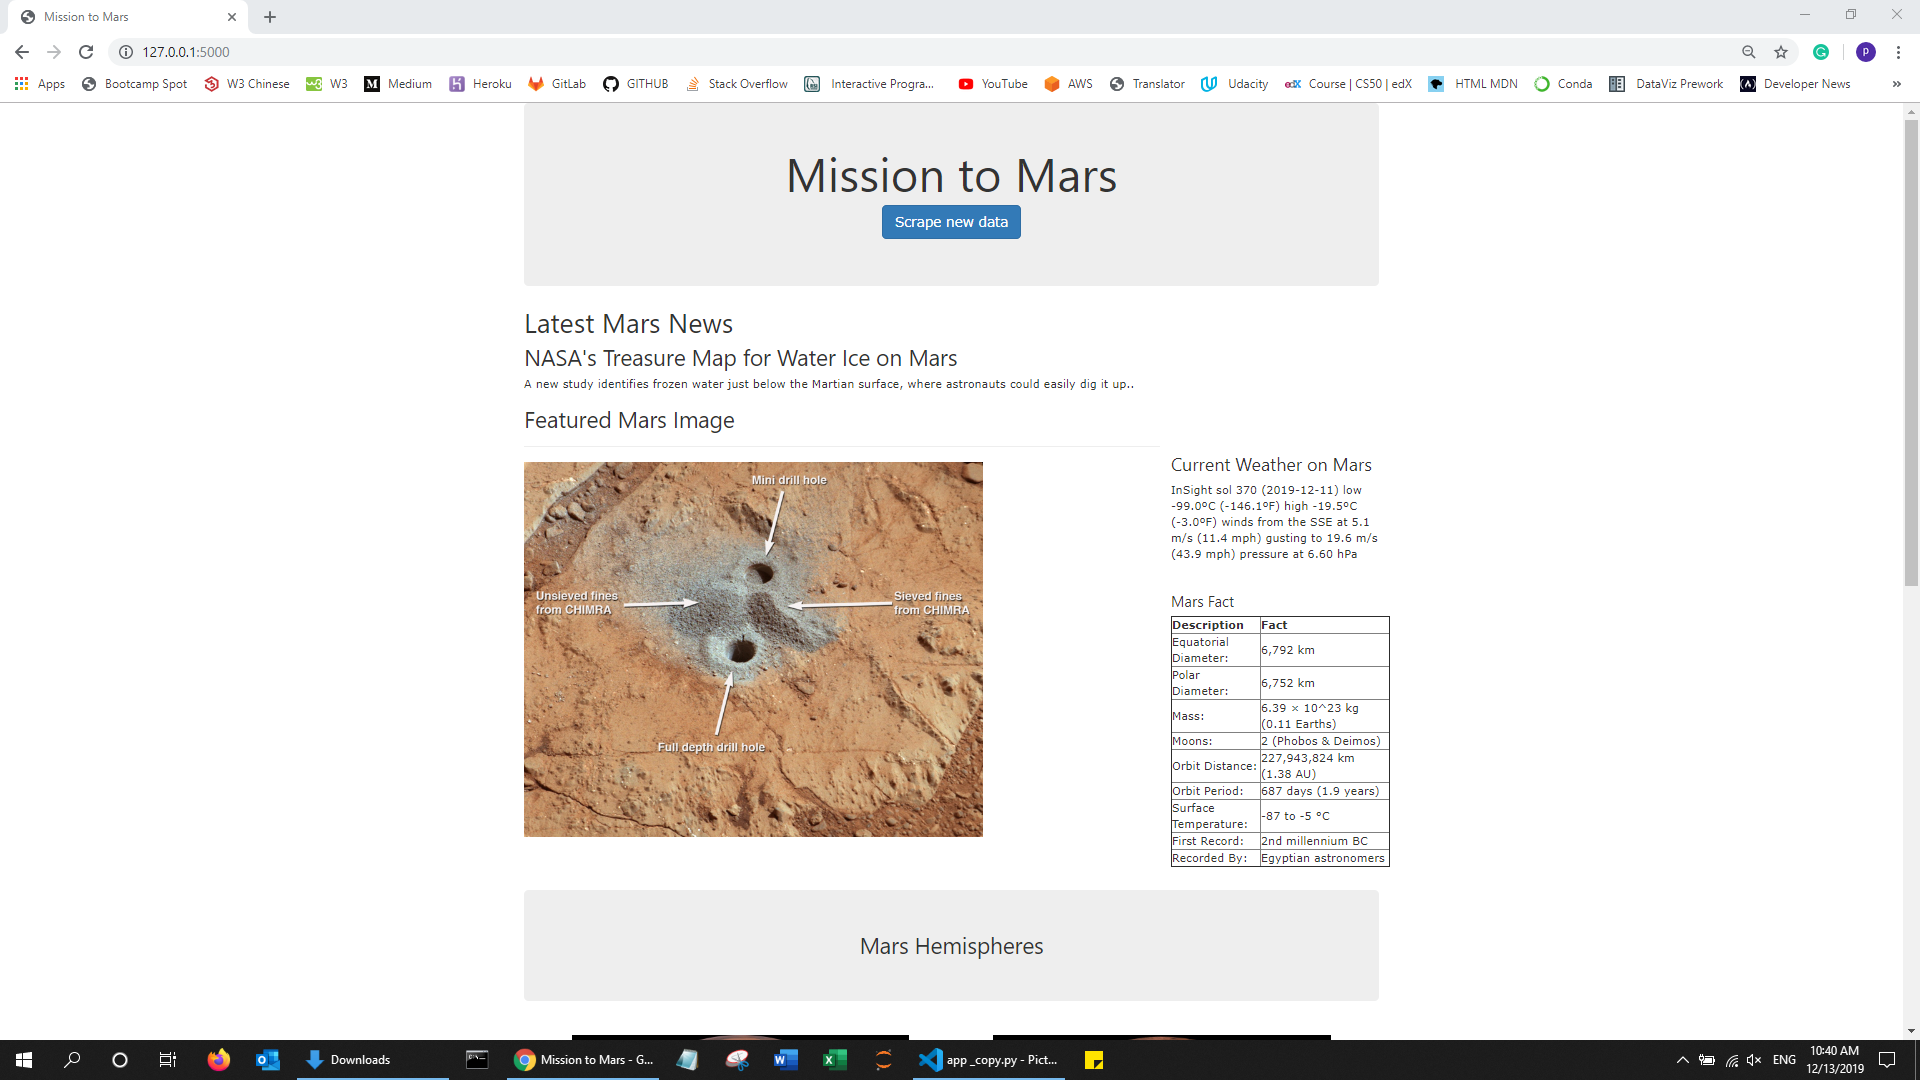 Mission to Mars
127.0.0.1:5000
P
Apps
Bootcamp Spot
W3 Chinese
W3
Medium
Heroku
GitLab
GITHUB
Stack Overflow
Interactive Progra...
YouTube
AWS
Translator
Udacity
edX Course | CS50 | edX
HTML MDN
Conda
DataViz Prework
Developer News
Mission to Mars
Scrape new data
Latest Mars News
NASA's Treasure Map for Water Ice on Mars
A new study identifies frozen water just below the Martian surface, where astronauts could easily dig it up..
Featured Mars Image
Mini drill hole
Unsieved fines
from CHIMRA
Sieved fines
from CHIMRA
Full depth drill hole
Current Weather on Mars
InSight sol 370 (2019-12-11) low
-99.0ºC (-146.1ºF) high -19.5ºC
(-3.0ºF) winds from the SSE at 5.1
m/s (11.4 mph) gusting to 19.6 m/s
(43.9 mph) pressure at 6.60 hPa
Mars Fact
Description Fact
Equatorial Diameter: 6,792 km
Polar Diameter: 6,752 km
Mass: 6.39 × 10^23 kg (0.11 Earths)
Moons: 2 (Phobos & Deimos)
Orbit Distance: 227,943,824 km (1.38 AU)
Orbit Period: 687 days (1.9 years)
Surface Temperature: -87 to -5 °C
First Record: 2nd millennium BC
Recorded By: Egyptian astronomers
Mars Hemispheres
Downloads
Mission to Mars - G...
app _copy.py - Pict...
ENG
10:40 AM
12/13/2019